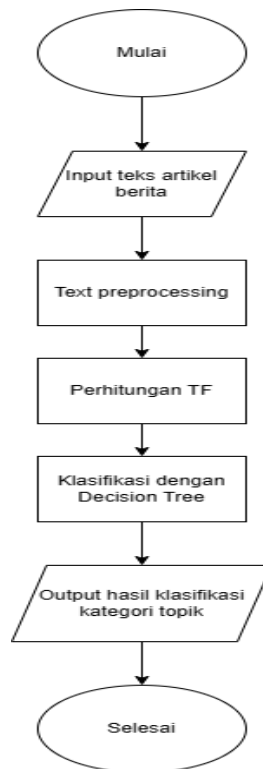 Mulai
Input teks artikel
berita
Text preprocessing
Perhitungan TF
Klasifikasi dengan
Decision Tree
Output hasil klasifikasi
kategori topik
Selesai